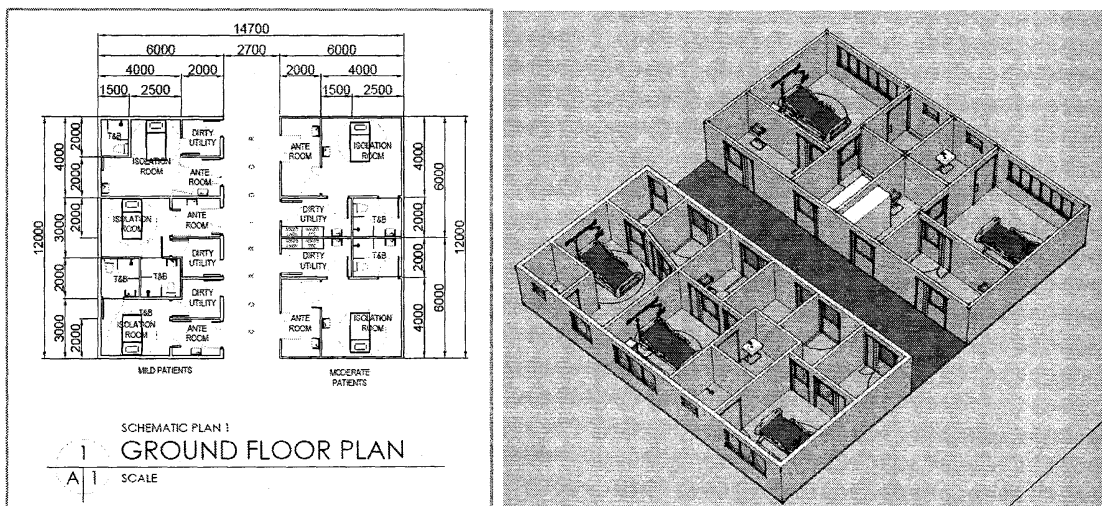 14700
6000 2700 6000
4000 2000 2000 4000
1500 2500 1500 2500
12000
4000
2000
2000
3000
2000
2000
3000
2000
T&B
DIRTY
UTILITY
ISOLATION
ROOM
ANTE
ROOM
ISOLATION
ROOM
ANTE
ROOM
DIRTY
UTILITY
T&B
T&B
DIRTY
UTILITY
T&B
ISOLATION
ROOM
ANTE
ROOM
ANTE
ROOM
ISOLATION
ROOM
DIRTY
UTILITY
T&B
DIRTY
UTILITY
T&B
ANTE
ROOM
ISOLATION
ROOM
4000
2000
2000
4000
6000
6000
12000
MILD PATIENTS
MODERATE
PATIENTS
SCHEMATIC PLAN 1
1 GROUND FLOOR PLAN
A 1 SCALE